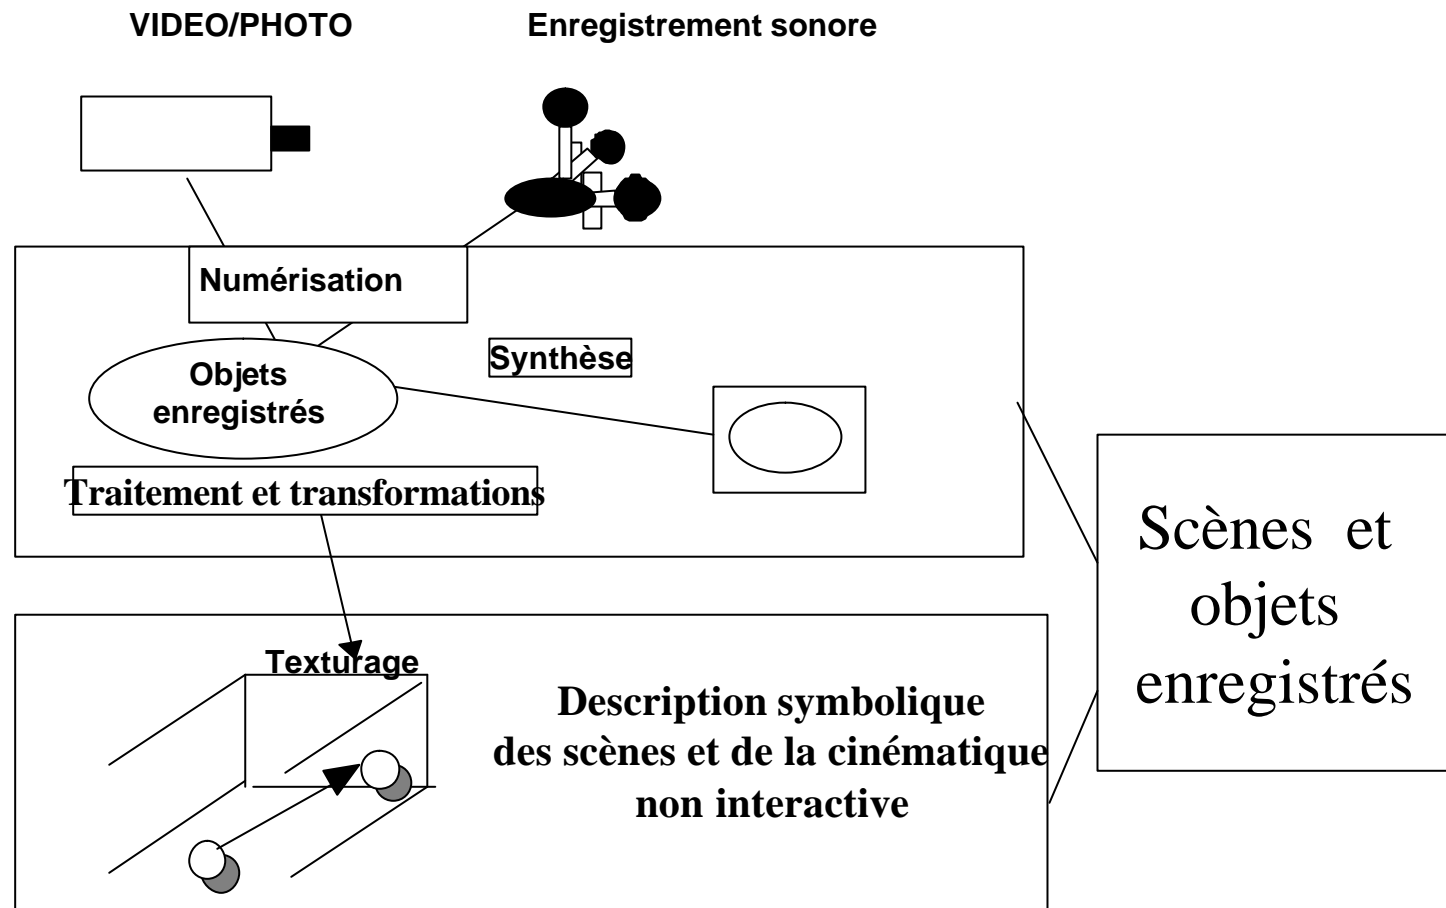 VIDEO/PHOTO
Enregistrement sonore
Numérisation
Synthèse
Objets
enregistrés
Traitement et transformations
Scènes et
objets
enregistrés
Texturage
Description symbolique
des scènes et de la cinématique
non interactive